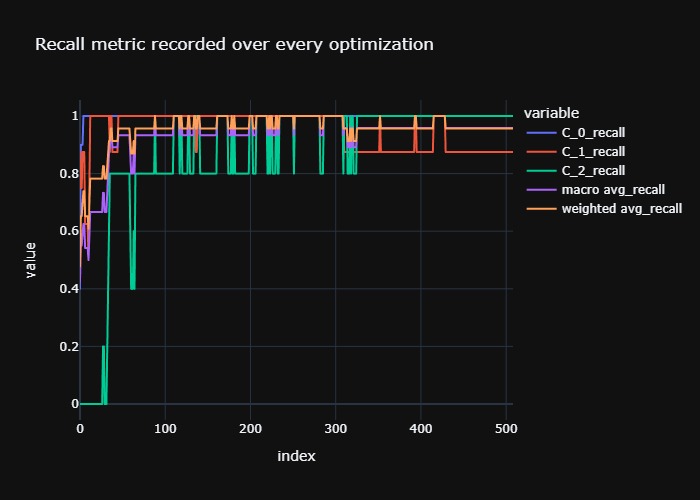 Recall metric recorded over every optimization
variable
C_0_recall
C_1_recall
C_2_recall
macro avg_recall
weighted avg_recall
value
1
0.8
0.6
0.4
0.2
0
0 100 200 300 400 500
index